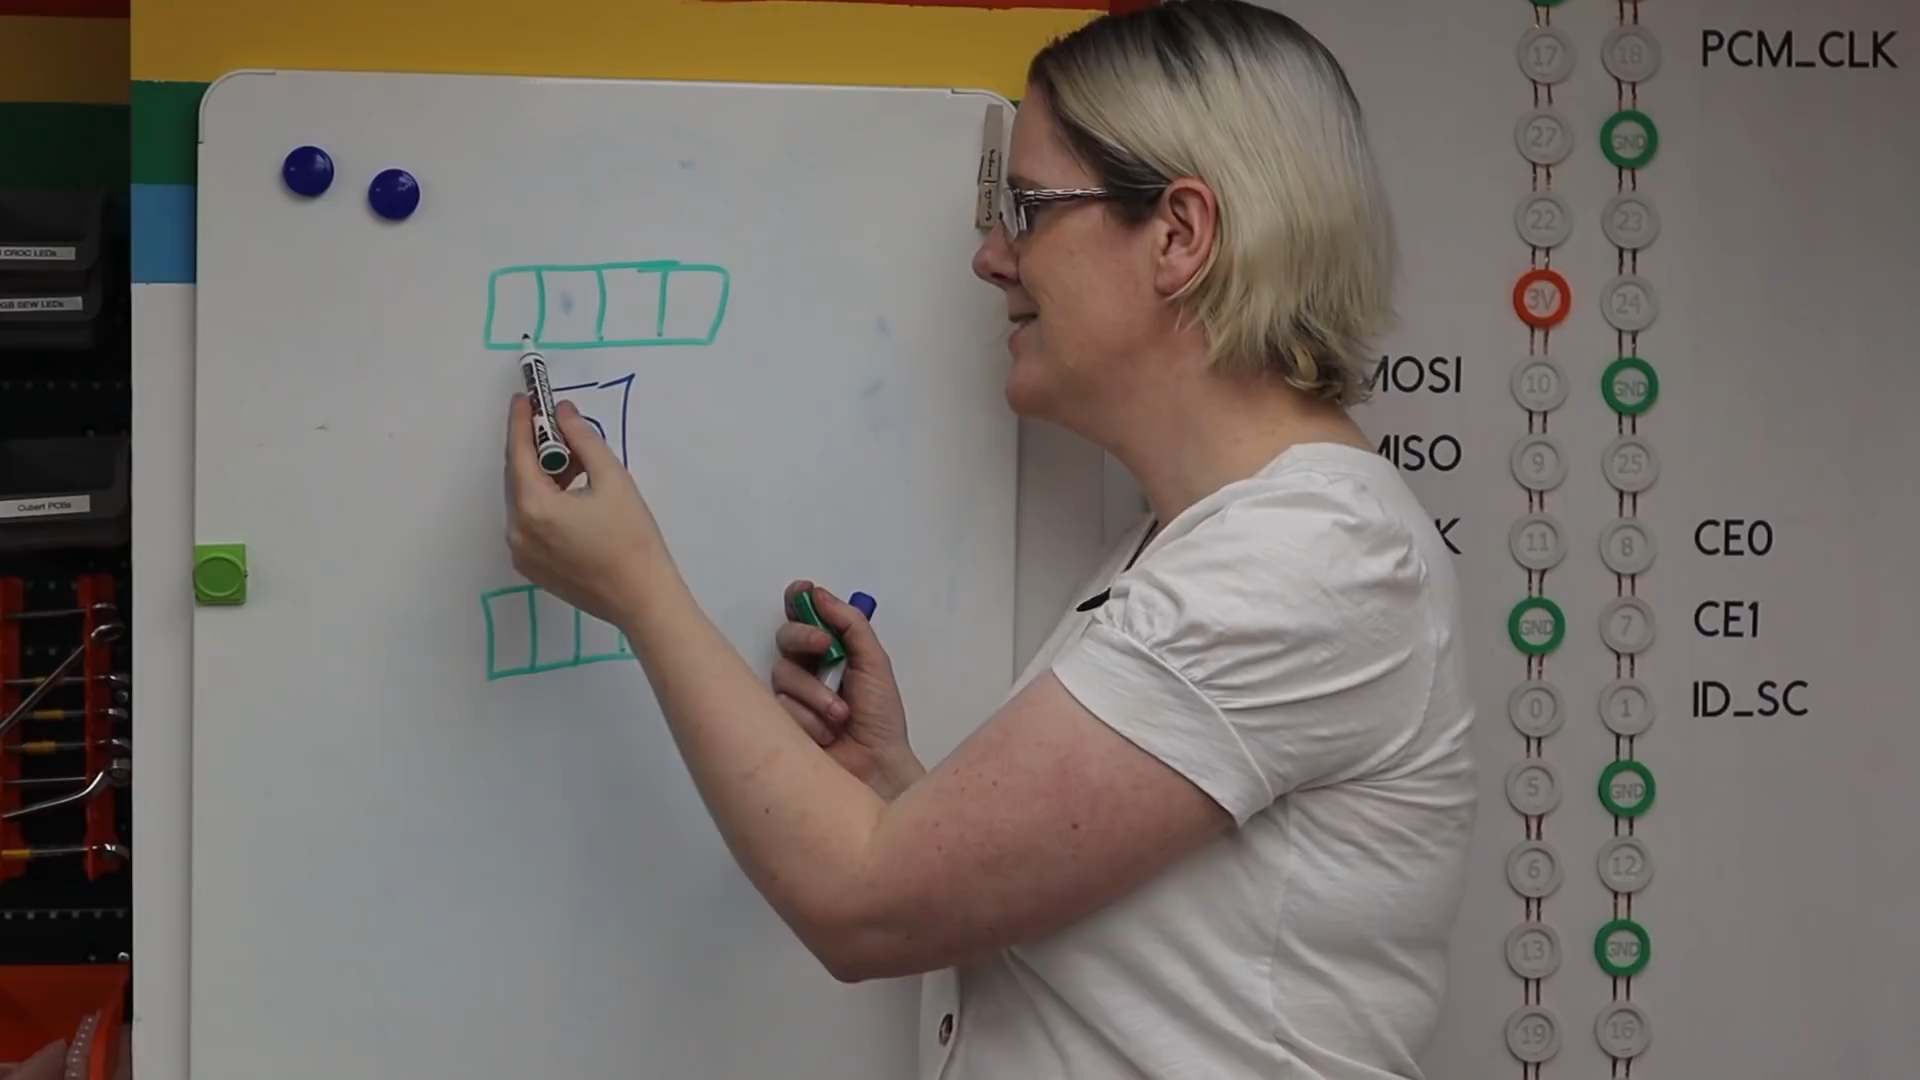 17 18 PCM_CLK
27 GND
22 23
3V 24
MOSI 10 GND
MISO 9 25
K 11 8 CE0
GND 7 CE1
0 1 ID_SC
5 GND
6 12
13 GND
19 16
CROC LEDs
GB SEW LEDs
Cubert PCBs